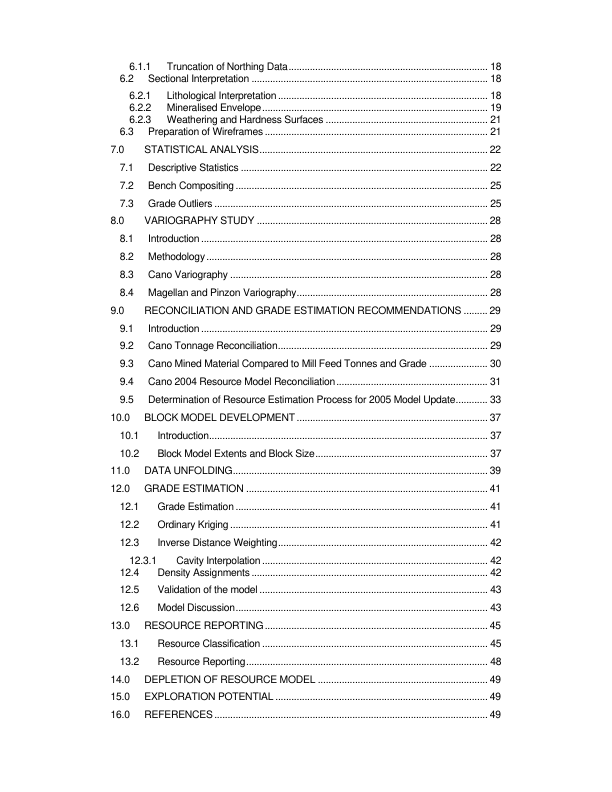 6.1.1 Truncation of Northing Data............................................................................ 18
6.2 Sectional Interpretation .......................................................................................... 18
6.2.1 Lithological Interpretation ................................................................................ 18
6.2.2 Mineralised Envelope...................................................................................... 19
6.2.3 Weathering and Hardness Surfaces .............................................................. 21
6.3 Preparation of Wireframes ..................................................................................... 21
7.0 STATISTICAL ANALYSIS....................................................................................... 22
7.1 Descriptive Statistics .............................................................................................. 22
7.2 Bench Compositing ................................................................................................ 25
7.3 Grade Outliers ........................................................................................................ 25
8.0 VARIOGRAPHY STUDY ........................................................................................ 28
8.1 Introduction ............................................................................................................. 28
8.2 Methodology ........................................................................................................... 28
8.3 Cano Variography .................................................................................................. 28
8.4 Magellan and Pinzon Variography......................................................................... 28
9.0 RECONCILIATION AND GRADE ESTIMATION RECOMMENDATIONS ......... 29
9.1 Introduction ............................................................................................................. 29
9.2 Cano Tonnage Reconciliation................................................................................ 29
9.3 Cano Mined Material Compared to Mill Feed Tonnes and Grade ...................... 30
9.4 Cano 2004 Resource Model Reconciliation .......................................................... 31
9.5 Determination of Resource Estimation Process for 2005 Model Update............ 33
10.0 BLOCK MODEL DEVELOPMENT ......................................................................... 37
10.1 Introduction.......................................................................................................... 37
10.2 Block Model Extents and Block Size.................................................................. 37
11.0 DATA UNFOLDING................................................................................................. 39
12.0 GRADE ESTIMATION ............................................................................................ 41
12.1 Grade Estimation ................................................................................................ 41
12.2 Ordinary Kriging .................................................................................................. 41
12.3 Inverse Distance Weighting................................................................................ 42
12.3.1 Cavity Interpolation ...................................................................................... 42
12.4 Density Assignments .......................................................................................... 42
12.5 Validation of the model ....................................................................................... 43
12.6 Model Discussion................................................................................................ 43
13.0 RESOURCE REPORTING..................................................................................... 45
13.1 Resource Classification ...................................................................................... 45
13.2 Resource Reporting............................................................................................ 48
14.0 DEPLETION OF RESOURCE MODEL ................................................................. 49
15.0 EXPLORATION POTENTIAL ................................................................................. 49
16.0 REFERENCES ........................................................................................................ 49